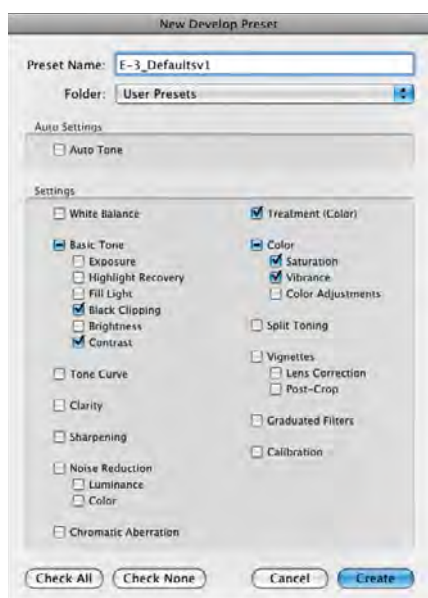 New Develop Preset
Preset Name: E-3_Defaultsv1
Folder: User Presets
Auto Settings
Auto Tone
Settings
White Balance
Basic Tone
Exposure
Highlight Recovery
Fill Light
Black Clipping
Brightness
Contrast
Tone Curve
Clarity
Sharpening
Noise Reduction
Luminance
Color
Chromatic Aberration
Treatment (Color)
Color
Saturation
Vibrance
Color Adjustments
Split Toning
Vignettes
Lens Correction
Post-Crop
Graduated Filters
Calibration
Check All Check None Cancel Create